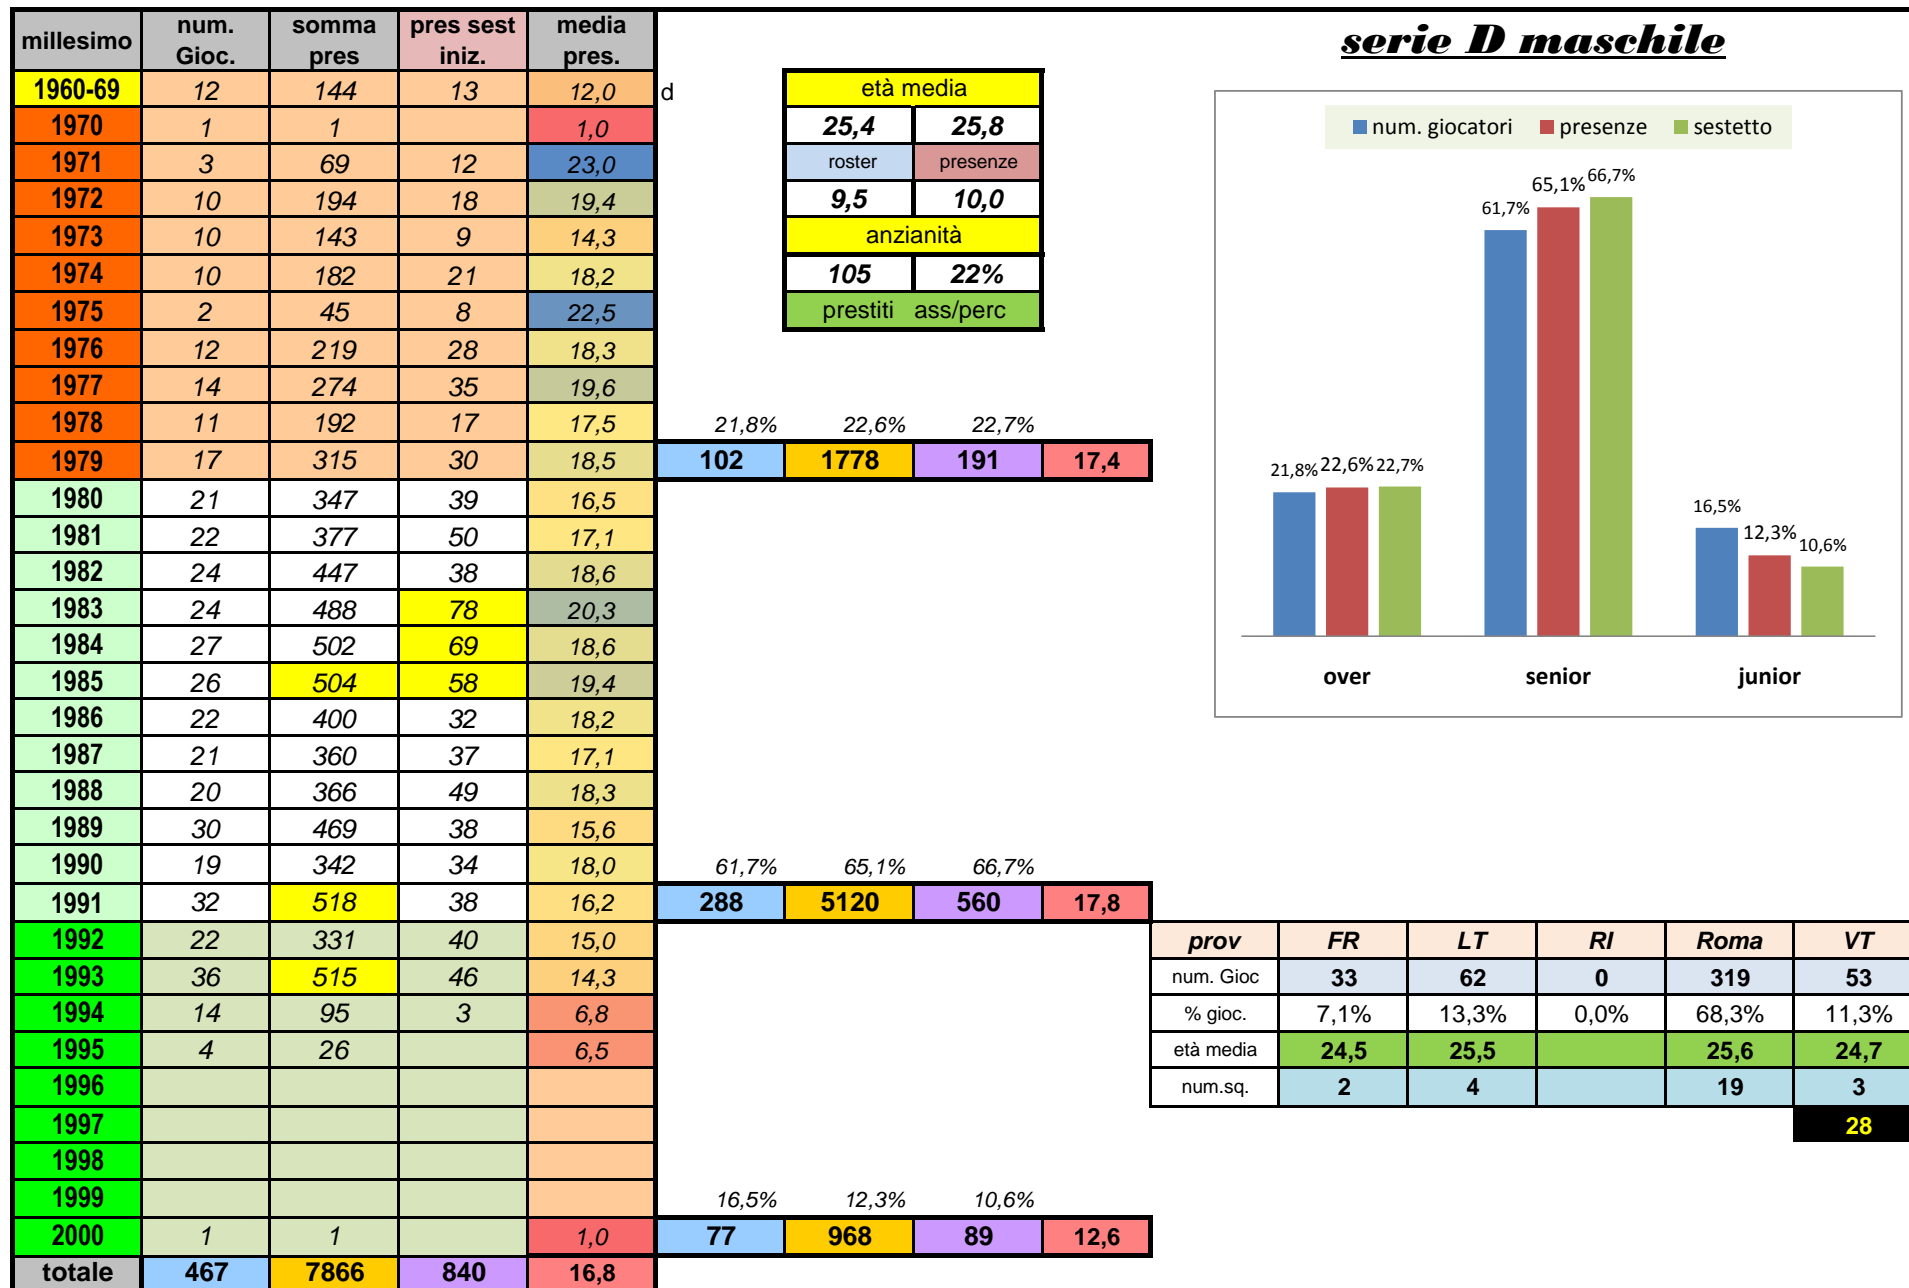 serie D maschile
millesimo num. Gioc. somma pres pres sest iniz. media pres.
1960-69 12 144 13 12,0 d
1970 1 1 1,0
1971 3 69 12 23,0
1972 10 194 18 19,4
1973 10 143 9 14,3
1974 10 182 21 18,2
1975 2 45 8 22,5
1976 12 219 28 18,3
1977 14 274 35 19,6
1978 11 192 17 17,5 21,8% 22,6% 22,7%
1979 17 315 30 18,5 102 1778 191 17,4
1980 21 347 39 16,5
1981 22 377 50 17,1
1982 24 447 38 18,6
1983 24 488 78 20,3
1984 27 502 69 18,6
1985 26 504 58 19,4
1986 22 400 32 18,2
1987 21 360 37 17,1
1988 20 366 49 18,3
1989 30 469 38 15,6
1990 19 342 34 18,0 61,7% 65,1% 66,7%
1991 32 518 38 16,2 288 5120 560 17,8
1992 22 331 40 15,0
1993 36 515 46 14,3
1994 14 95 3 6,8
1995 4 26 6,5
1996
1997
1998
1999 16,5% 12,3% 10,6%
2000 1 1 1,0 77 968 89 12,6
totale 467 7866 840 16,8
età media
25,4 25,8
roster presenze
9,5 10,0
anzianità
105 22%
prestiti ass/perc
num. giocatori presenze sestetto
21,8% 22,6% 22,7%
61,7% 65,1% 66,7%
16,5% 12,3% 10,6%
over senior junior
prov FR LT RI Roma VT
num. Gioc 33 62 0 319 53
% gioc. 7,1% 13,3% 0,0% 68,3% 11,3%
età media 24,5 25,5 25,6 24,7
num.sq. 2 4 19 3
28